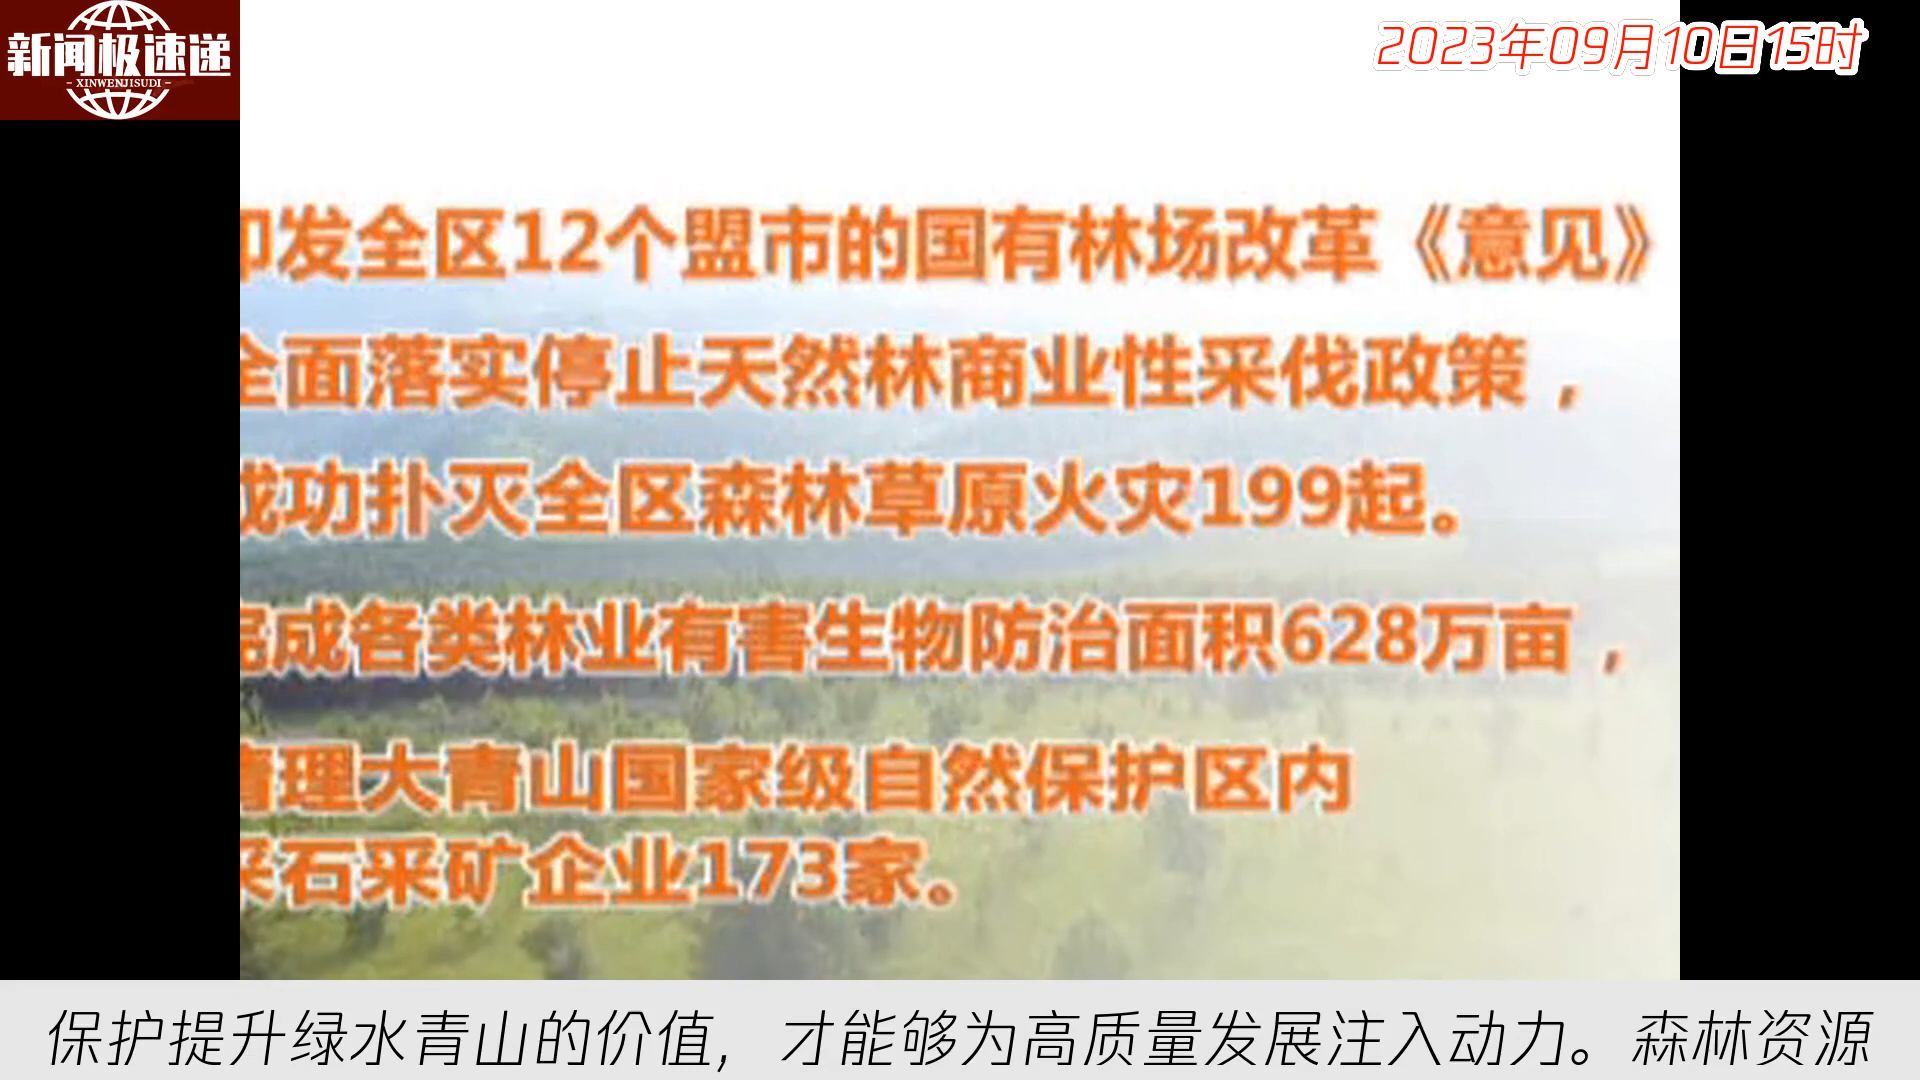 新闻极速递
- XINWENJISUDI -
2023年09月10日15时
印发全区12个盟市的国有林场改革《意见》
全面落实停止天然林商业性采伐政策，
成功扑灭全区森林草原火灾199起。
完成各类林业有害生物防治面积628万亩，
清理大青山国家级自然保护区内
采石采矿企业173家。
保护提升绿水青山的价值，才能够为高质量发展注入动力。森林资源